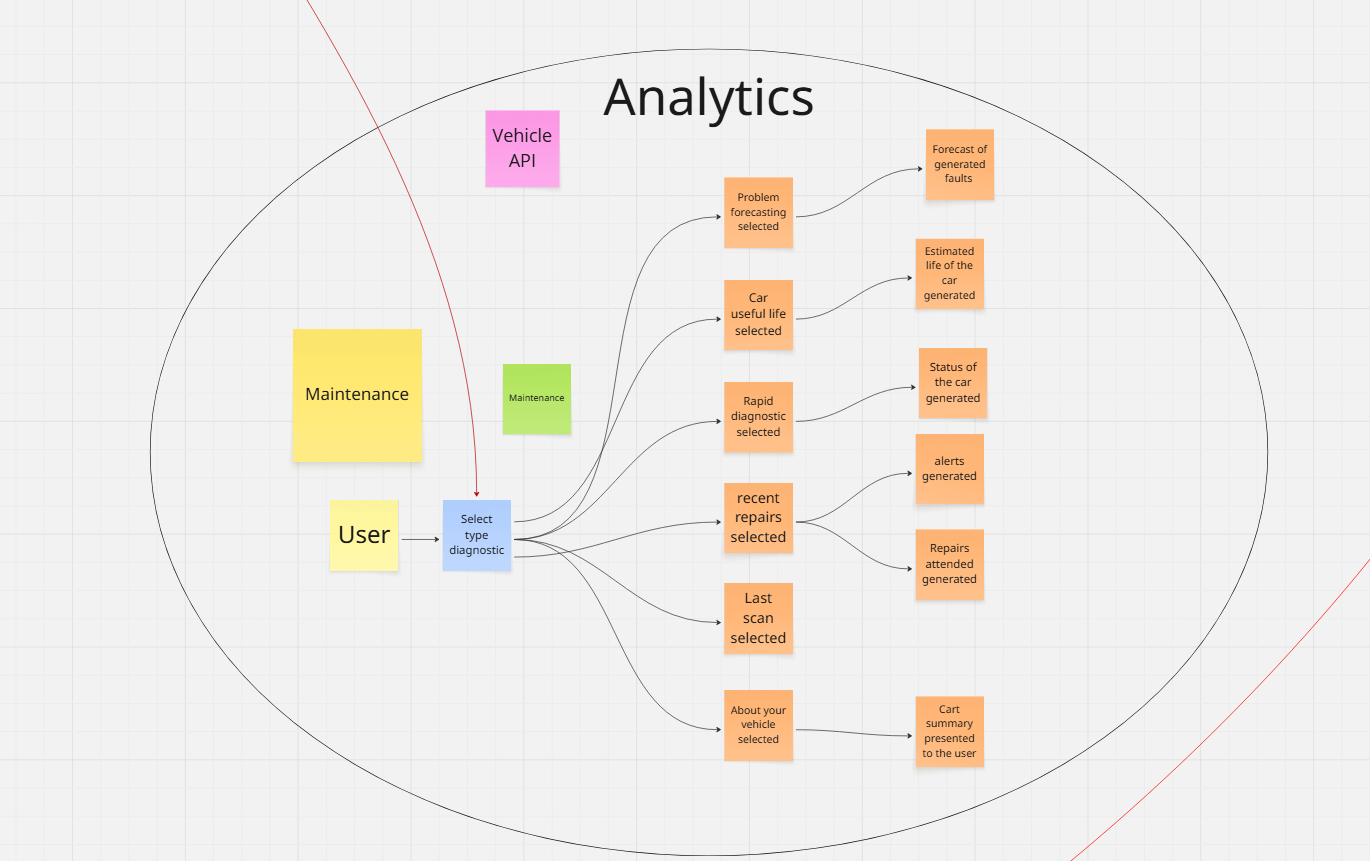 Analytics
Vehicle
API
Forecast of
generated
faults
Problem
forecasting
selected
Estimated
life of the
car
generated
Car
useful life
selected
Maintenance
Maintenance
Status of
the car
generated
Rapid
diagnostic
selected
alerts
generated
User
Select
type
diagnostic
recent
repairs
selected
Repairs
attended
generated
Last
scan
selected
About your
vehicle
selected
Cart
summary
presented
to the user